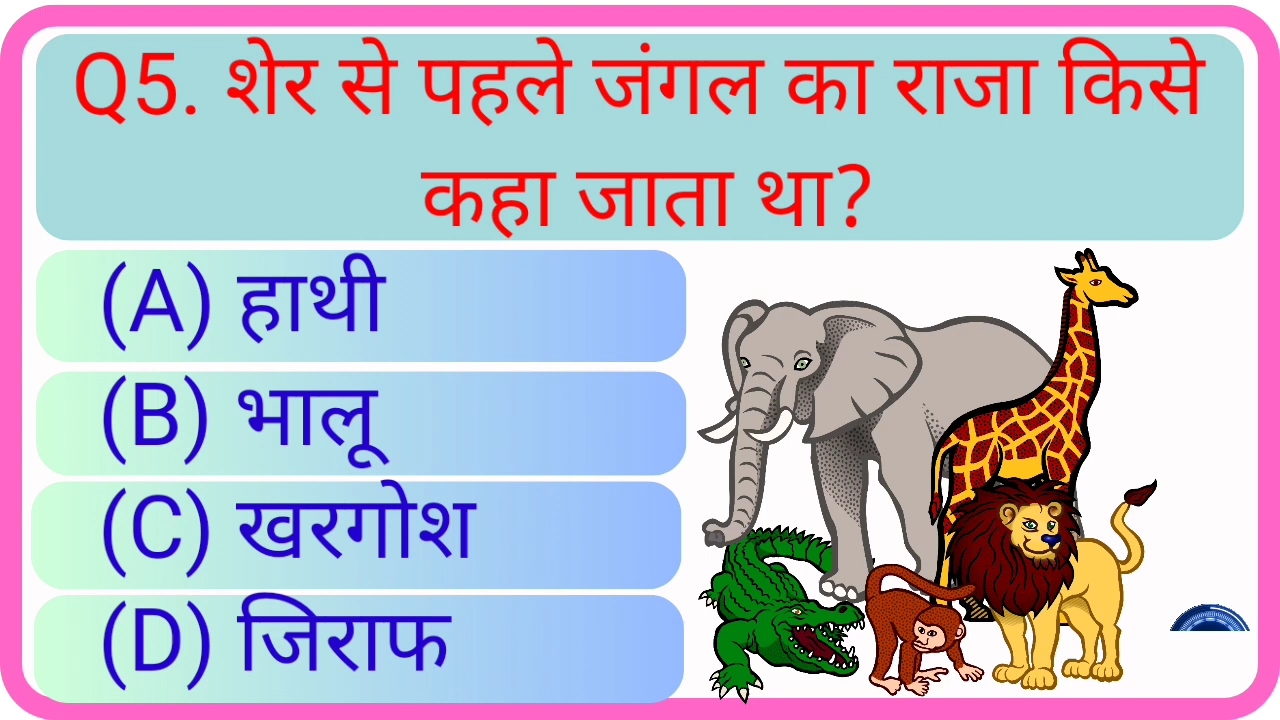 Q5. शेर से पहले जंगल का राजा किसे
कहा जाता था?
(A) हाथी
(B) भालू
(C) खरगोश
(D) जिराफ